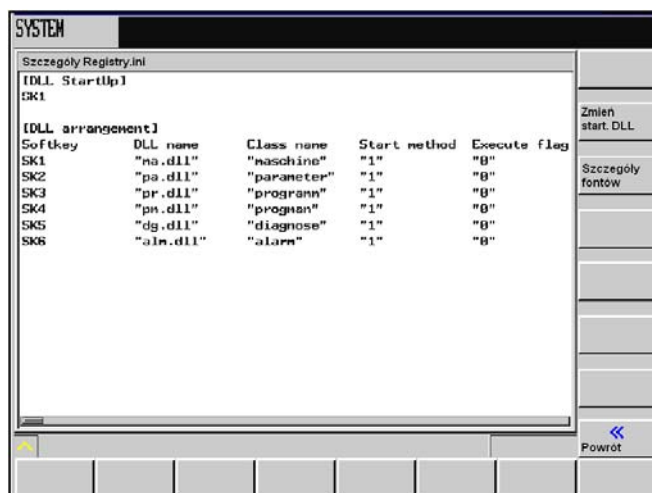 SYSTEM
Szczegóły Registry.ini
[DLL StartUp]
SK1
[DLL arrangement]
Softkey DLL name Class name Start method Execute flag
SK1 "ma.dll" "maschine" "1" "0"
SK2 "pa.dll" "parameter" "1" "0"
SK3 "pr.dll" "programm" "1" "0"
SK4 "pm.dll" "progman" "1" "0"
SK5 "dg.dll" "diagnose" "1" "0"
SK6 "alm.dll" "alarm" "1" "0"
Zmień
start. DLL
Szczegóły
fontów
Powrót